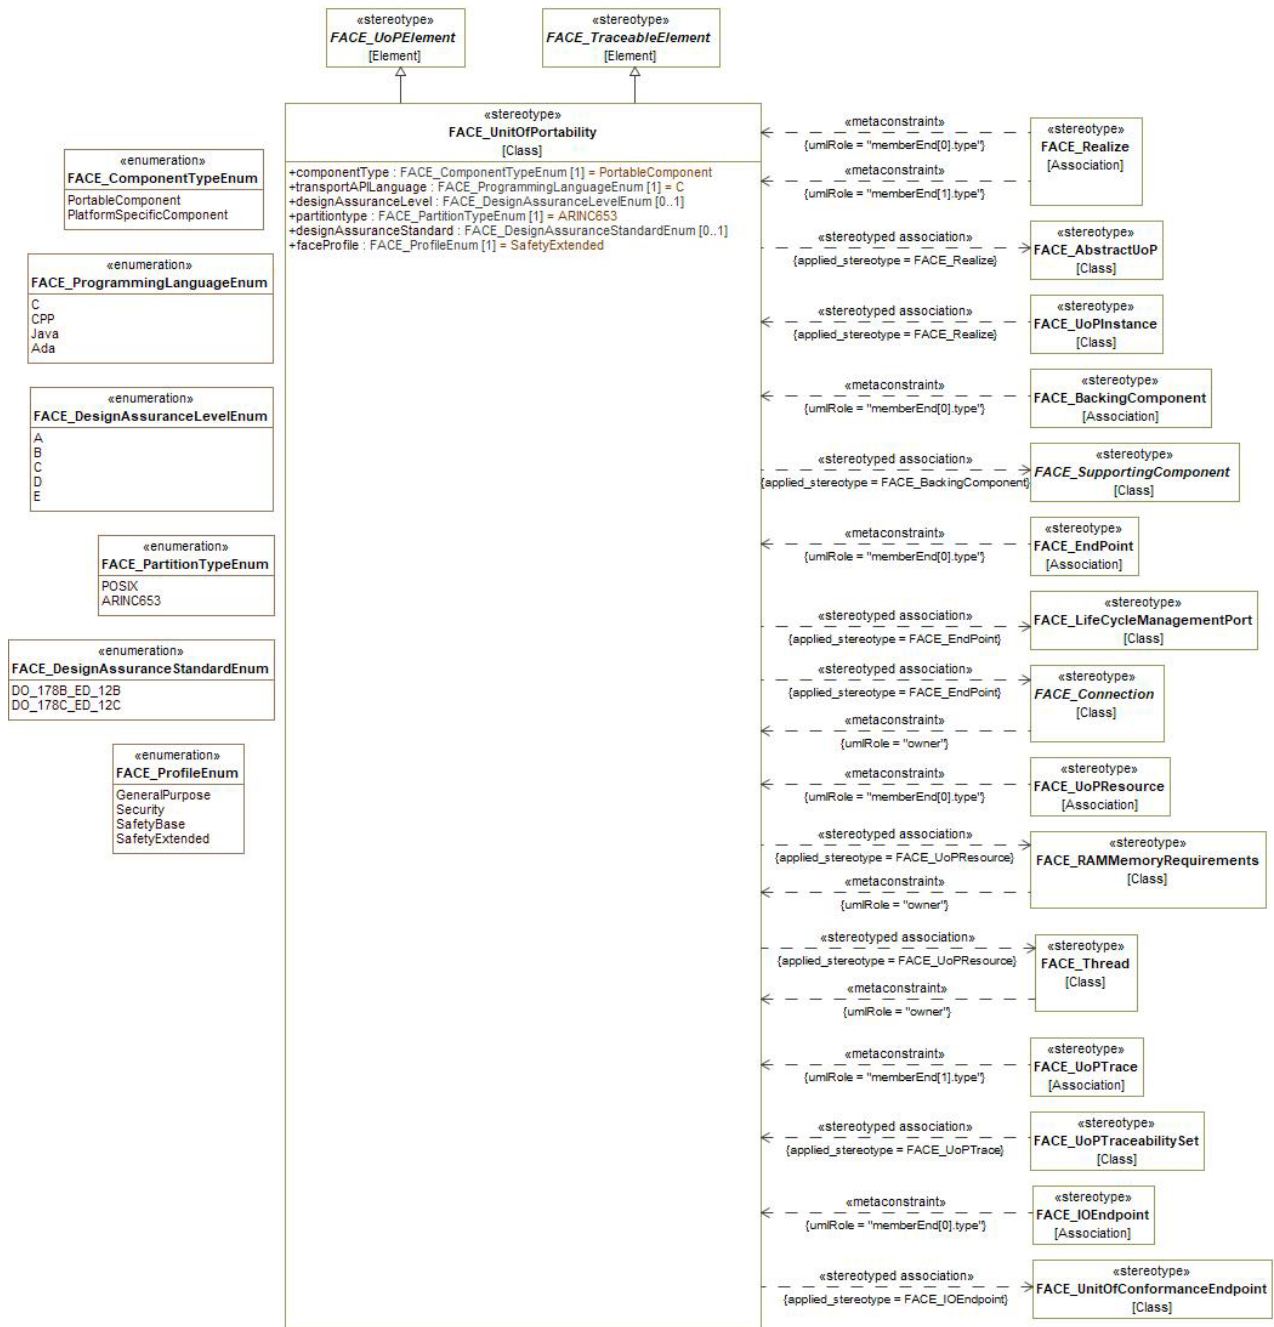 «stereotype»
FACE_UoPElement
[Element]
«stereotype»
FACE_TraceableElement
[Element]
«stereotype»
FACE_UnitOfPortability
[Class]
+componentType : FACE_ComponentTypeEnum [1] = PortableComponent
+transportAPILanguage : FACE_ProgrammingLanguageEnum [1] = C
+designAssuranceLevel : FACE_DesignAssuranceLevelEnum [0..1]
+partitiontype : FACE_PartitionTypeEnum [1] = ARINC653
+designAssuranceStandard : FACE_DesignAssuranceStandardEnum [0..1]
+faceProfile : FACE_ProfileEnum [1] = SafetyExtended
«enumeration»
FACE_ComponentTypeEnum
PortableComponent
PlatformSpecificComponent
«enumeration»
FACE_ProgrammingLanguageEnum
C
CPP
Java
Ada
«enumeration»
FACE_DesignAssuranceLevelEnum
A
B
C
D
E
«enumeration»
FACE_PartitionTypeEnum
POSIX
ARINC653
«enumeration»
FACE_DesignAssuranceStandardEnum
DO_178B_ED_12B
DO_178C_ED_12C
«enumeration»
FACE_ProfileEnum
GeneralPurpose
Security
SafetyBase
SafetyExtended
«metaconstraint»
{umlRole = "memberEnd[0].type"}
«metaconstraint»
{umlRole = "memberEnd[1].type"}
«stereotype»
FACE_Realize
[Association]
«stereotyped association»
{applied_stereotype = FACE_Realize}
«stereotype»
FACE_AbstractUoP
[Class]
«stereotyped association»
{applied_stereotype = FACE_Realize}
«stereotype»
FACE_UoPInstance
[Class]
«metaconstraint»
{umlRole = "memberEnd[0].type"}
«stereotype»
FACE_BackingComponent
[Association]
«stereotyped association»
{applied_stereotype = FACE_BackingComponent}
«stereotype»
FACE_SupportingComponent
[Class]
«metaconstraint»
{umlRole = "memberEnd[0].type"}
«stereotype»
FACE_EndPoint
[Association]
«stereotyped association»
{applied_stereotype = FACE_EndPoint}
«stereotype»
FACE_LifeCycleManagementPort
[Class]
«stereotyped association»
{applied_stereotype = FACE_EndPoint}
«metaconstraint»
{umlRole = "owner"}
«stereotype»
FACE_Connection
[Class]
«metaconstraint»
{umlRole = "memberEnd[0].type"}
«stereotype»
FACE_UoPResource
[Association]
«stereotyped association»
{applied_stereotype = FACE_UoPResource}
«metaconstraint»
{umlRole = "owner"}
«stereotype»
FACE_RAMMemoryRequirements
[Class]
«stereotyped association»
{applied_stereotype = FACE_UoPResource}
«metaconstraint»
{umlRole = "owner"}
«stereotype»
FACE_Thread
[Class]
«metaconstraint»
{umlRole = "memberEnd[1].type"}
«stereotype»
FACE_UoPTrace
[Association]
«stereotyped association»
{applied_stereotype = FACE_UoPTrace}
«stereotype»
FACE_UoPTraceabilitySet
[Class]
«metaconstraint»
{umlRole = "memberEnd[0].type"}
«stereotype»
FACE_IOEndpoint
[Association]
«stereotyped association»
{applied_stereotype = FACE_IOEndpoint}
«stereotype»
FACE_UnitOfConformanceEndpoint
[Class]